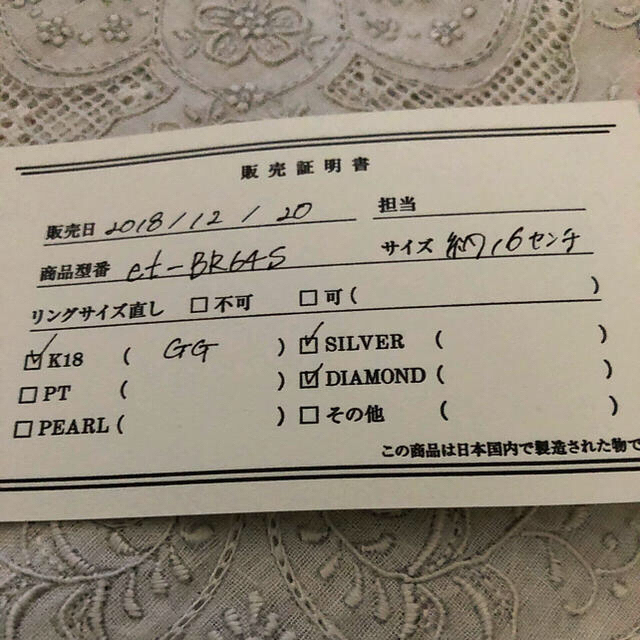 販売証明書
販売日 2018/12/20 担当
商品型番 et-BR64S サイズ 約16センチ
リングサイズ直し □不可 □可( )
☑K18 ( GG ) ☑SILVER ( )
□PT ( ) ☑DIAMOND ( )
□PEARL ( ) □その他 ( )
この商品は日本国内で製造された物で